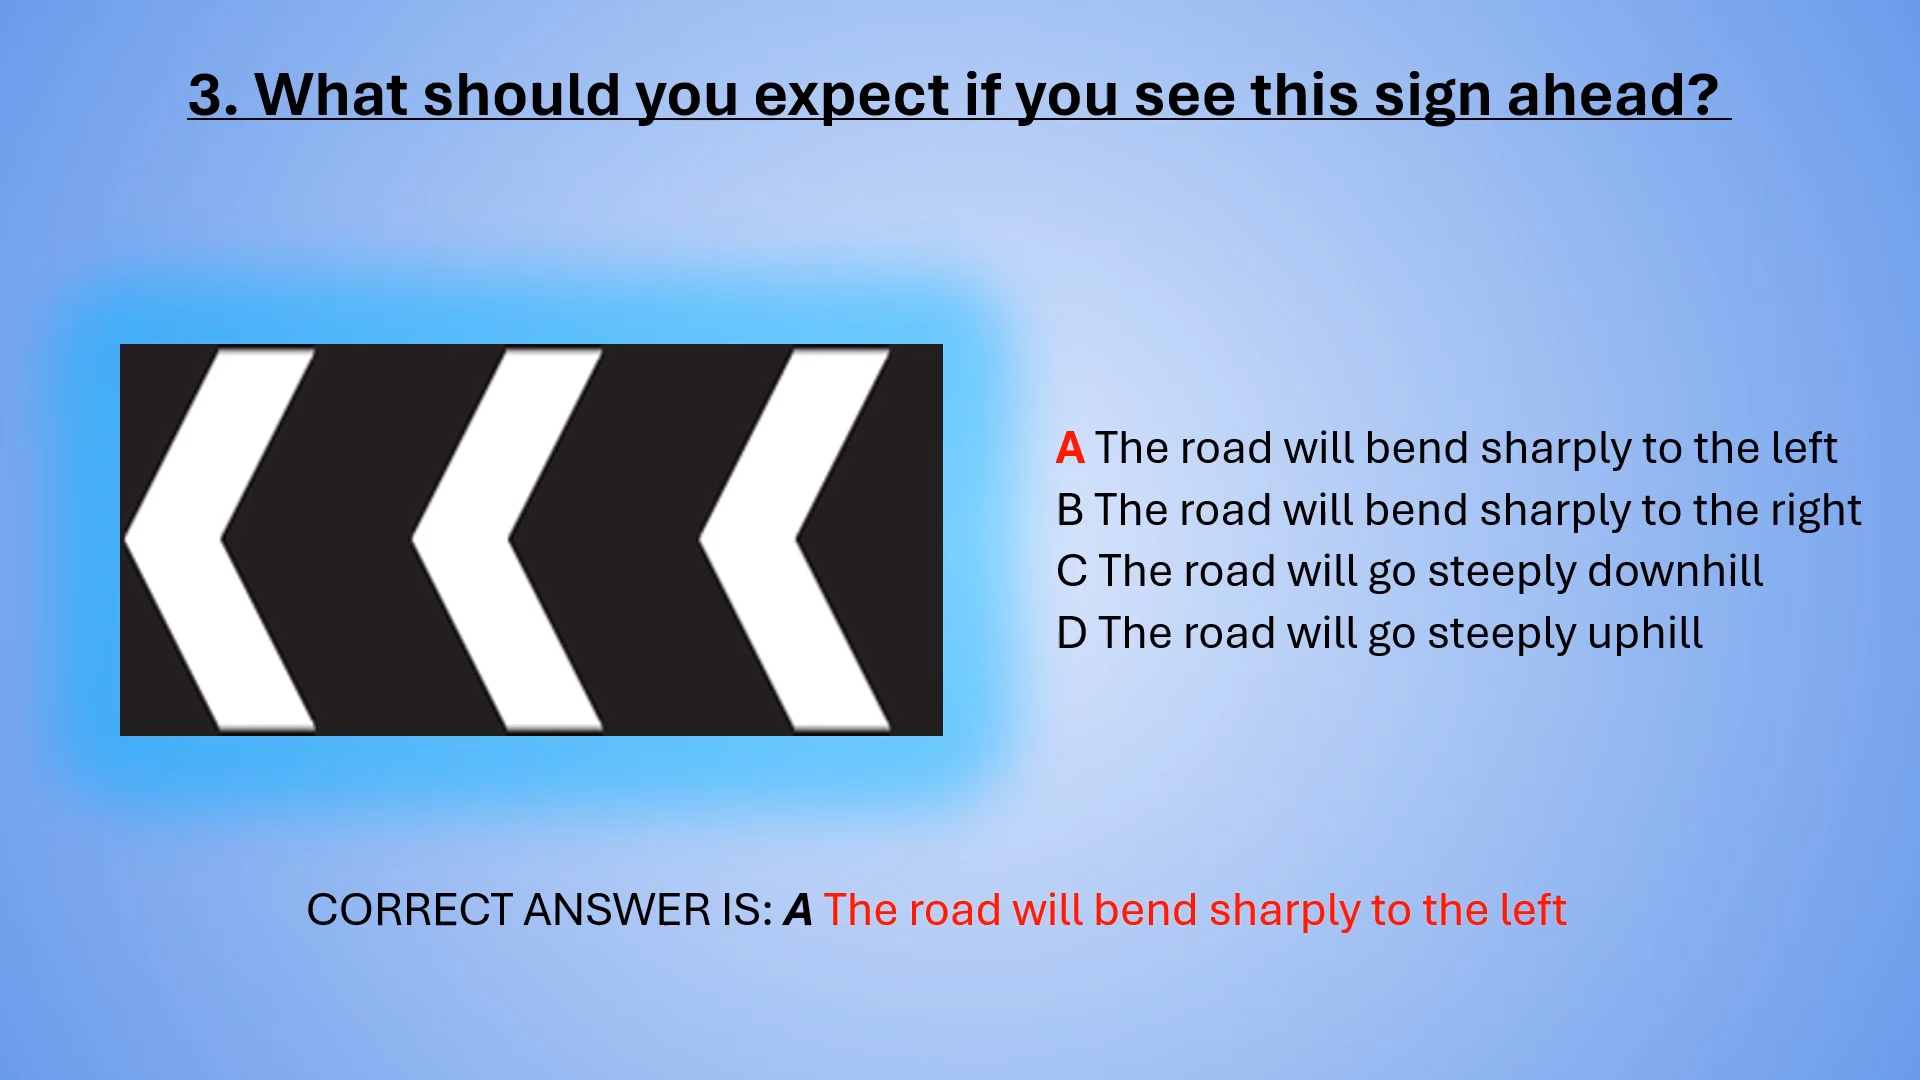 3. What should you expect if you see this sign ahead?
A The road will bend sharply to the left
B The road will bend sharply to the right
C The road will go steeply downhill
D The road will go steeply uphill
CORRECT ANSWER IS: A The road will bend sharply to the left